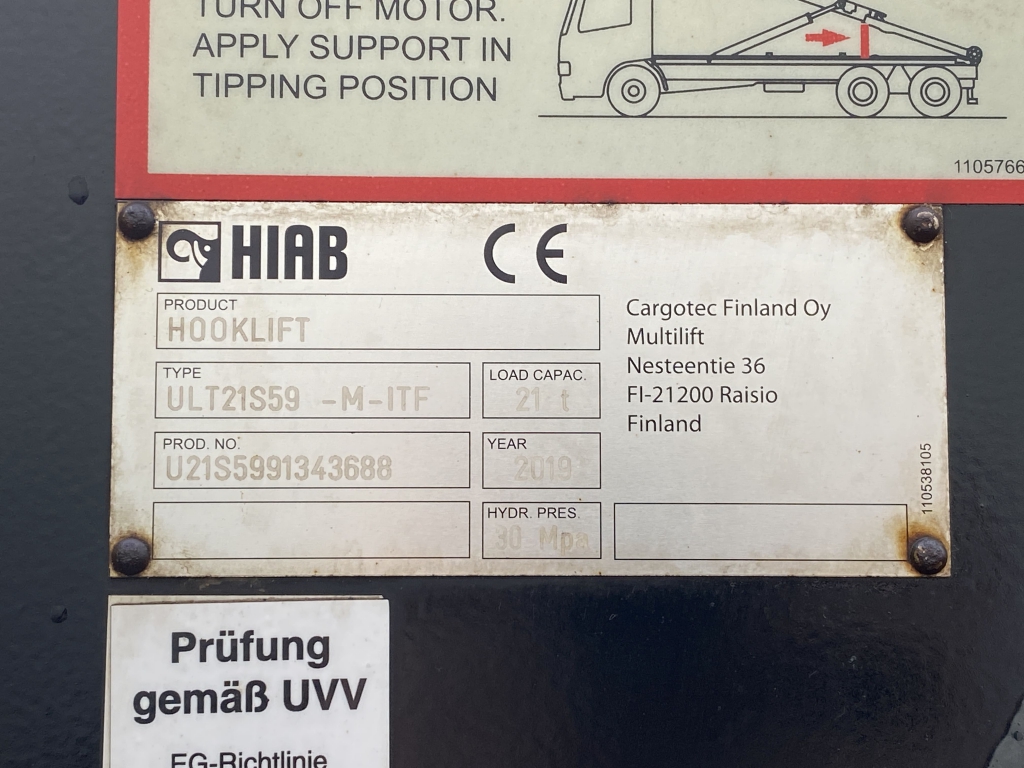 TURN OFF MOTOR.
APPLY SUPPORT IN
TIPPING POSITION
1105766
HIAB CE
PRODUCT
HOOKLIFT
TYPE
ULT21S59 -M-ITF
LOAD CAPAC.
21 t
PROD. NO:
U21S5991343688
YEAR
2019
HYDR. PRES.
30 Mpa
Cargotec Finland Oy
Multilift
Nesteentie 36
FI-21200 Raisio
Finland
110538105
Prüfung
gemäß UVV
EG-Richtlinie